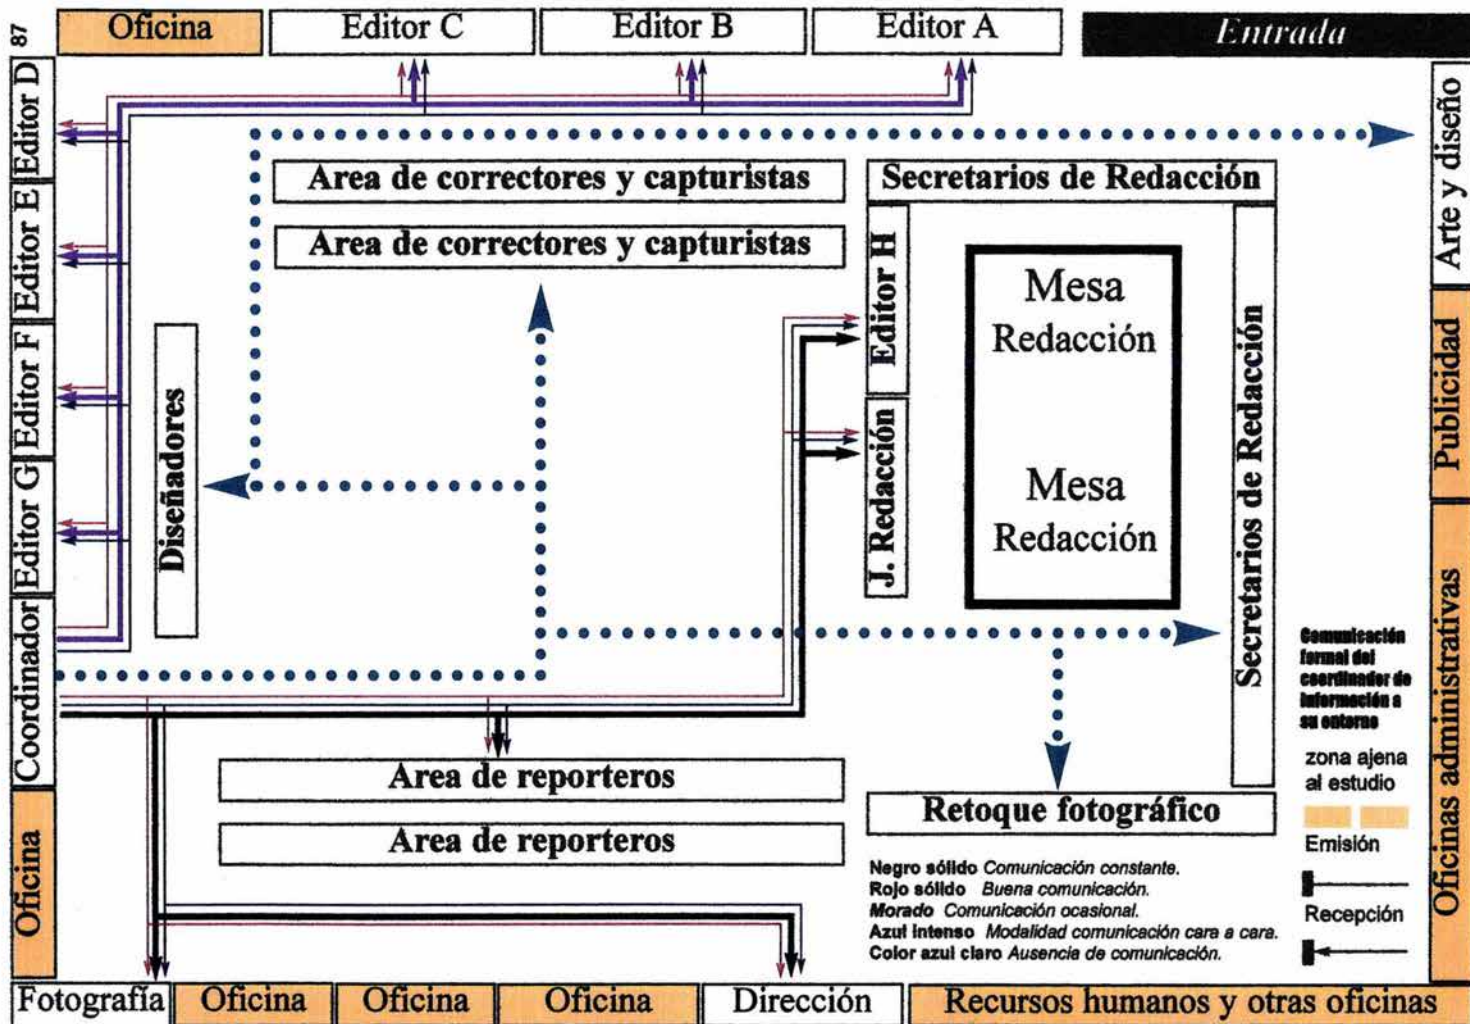 87
Oficina
Editor C
Editor B
Editor A
Entrada
Editor D
Editor E
Editor F
Editor G
Coordinador
Oficina
Area de correctores y capturistas
Area de correctores y capturistas
Diseñadores
Secretarios de Redacción
Editor H
J. Redacción
Mesa
Redacción
Mesa
Redacción
Secretarios de Redacción
Arte y diseño
Publicidad
Oficinas administrativas
Area de reporteros
Area de reporteros
Retoque fotográfico
Comunicación
formal del
coordinador de
información a
su entorno
zona ajena
al estudio
Emisión
Recepción
Negro sólido Comunicación constante.
Rojo sólido Buena comunicación.
Morado Comunicación ocasional.
Azul intenso Modalidad comunicación cara a cara.
Color azul claro Ausencia de comunicación.
Fotografía
Oficina
Oficina
Oficina
Dirección
Recursos humanos y otras oficinas